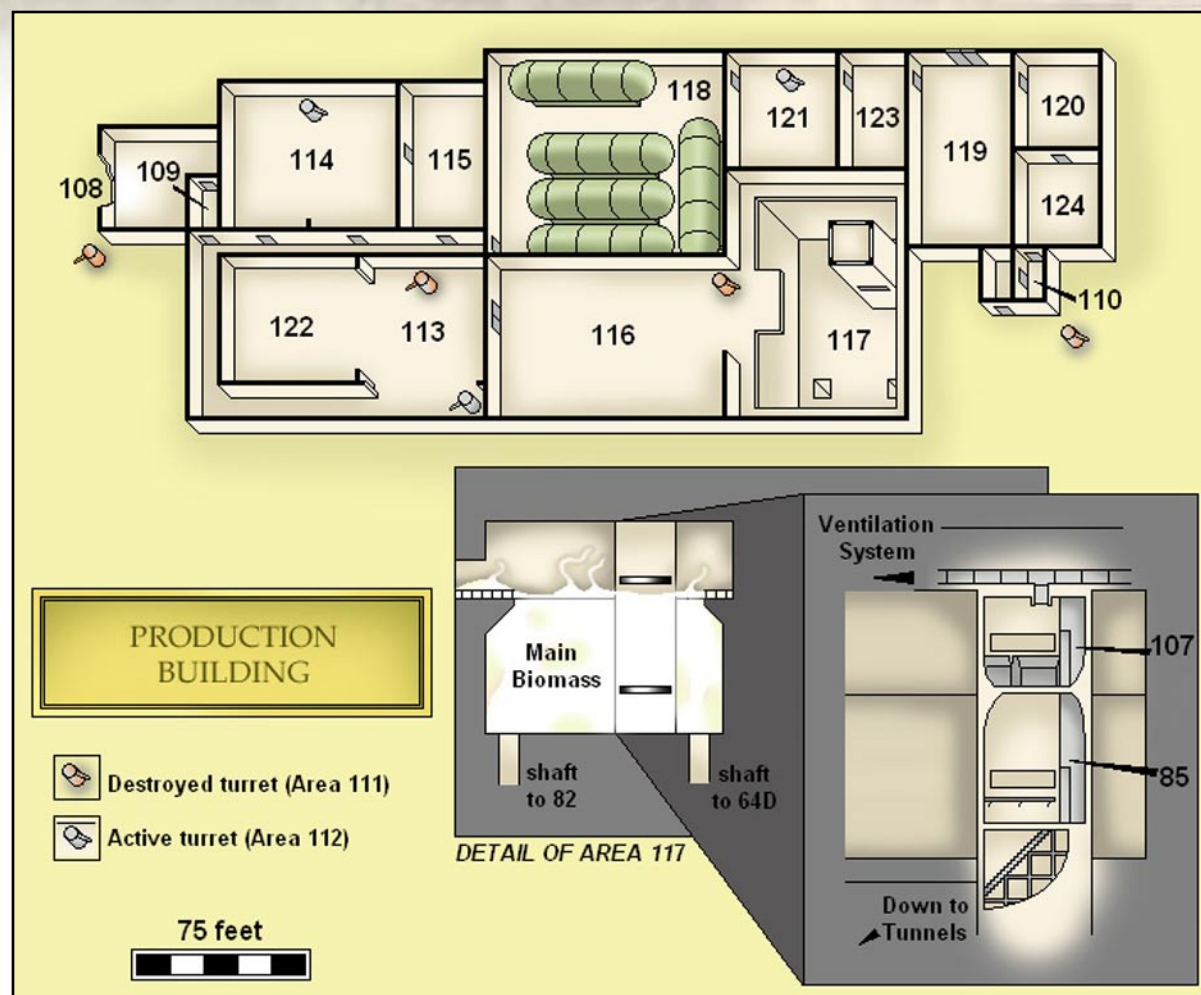 118
121
123
120
114
115
119
109
108
124
110
122
113
116
117
PRODUCTION
BUILDING
Destroyed turret (Area 111)
Active turret (Area 112)
75 feet
Main
Biomass
shaft
to 82
shaft
to 64D
DETAIL OF AREA 117
Ventilation
System
107
85
Down to
Tunnels